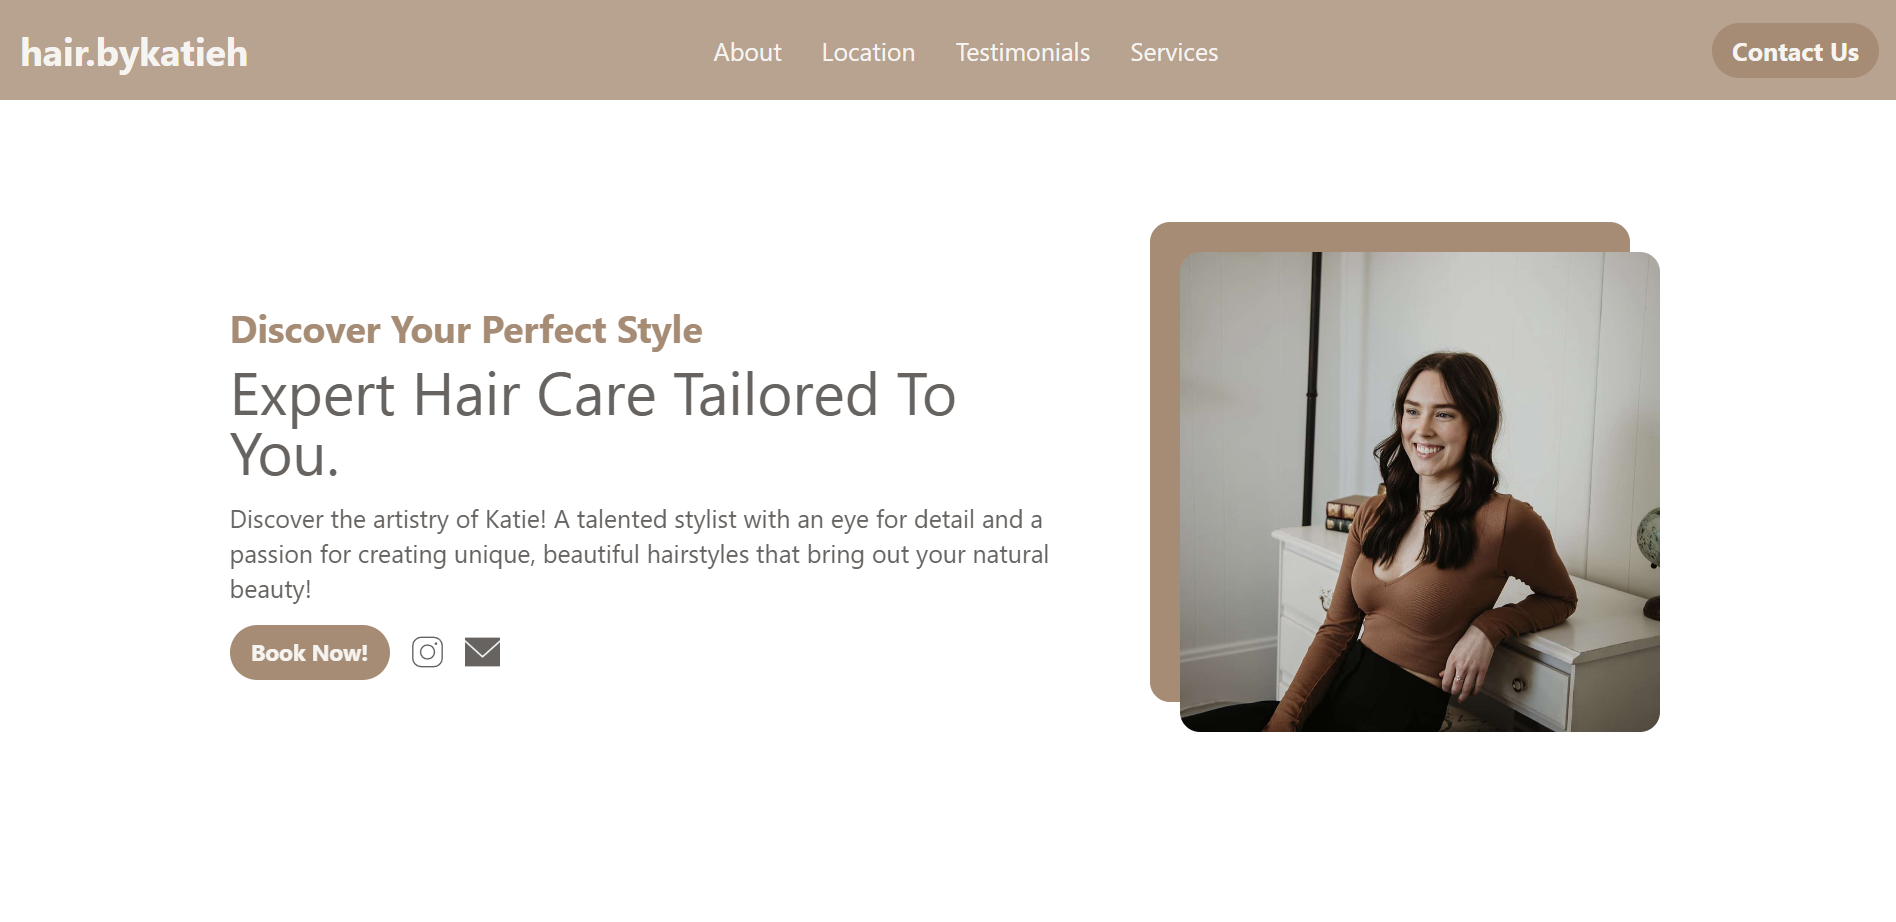 hair.bykatieh
About
Location
Testimonials
Services
Contact Us
Discover Your Perfect Style
Expert Hair Care Tailored To
You.
Discover the artistry of Katie! A talented stylist with an eye for detail and a
passion for creating unique, beautiful hairstyles that bring out your natural
beauty!
Book Now!